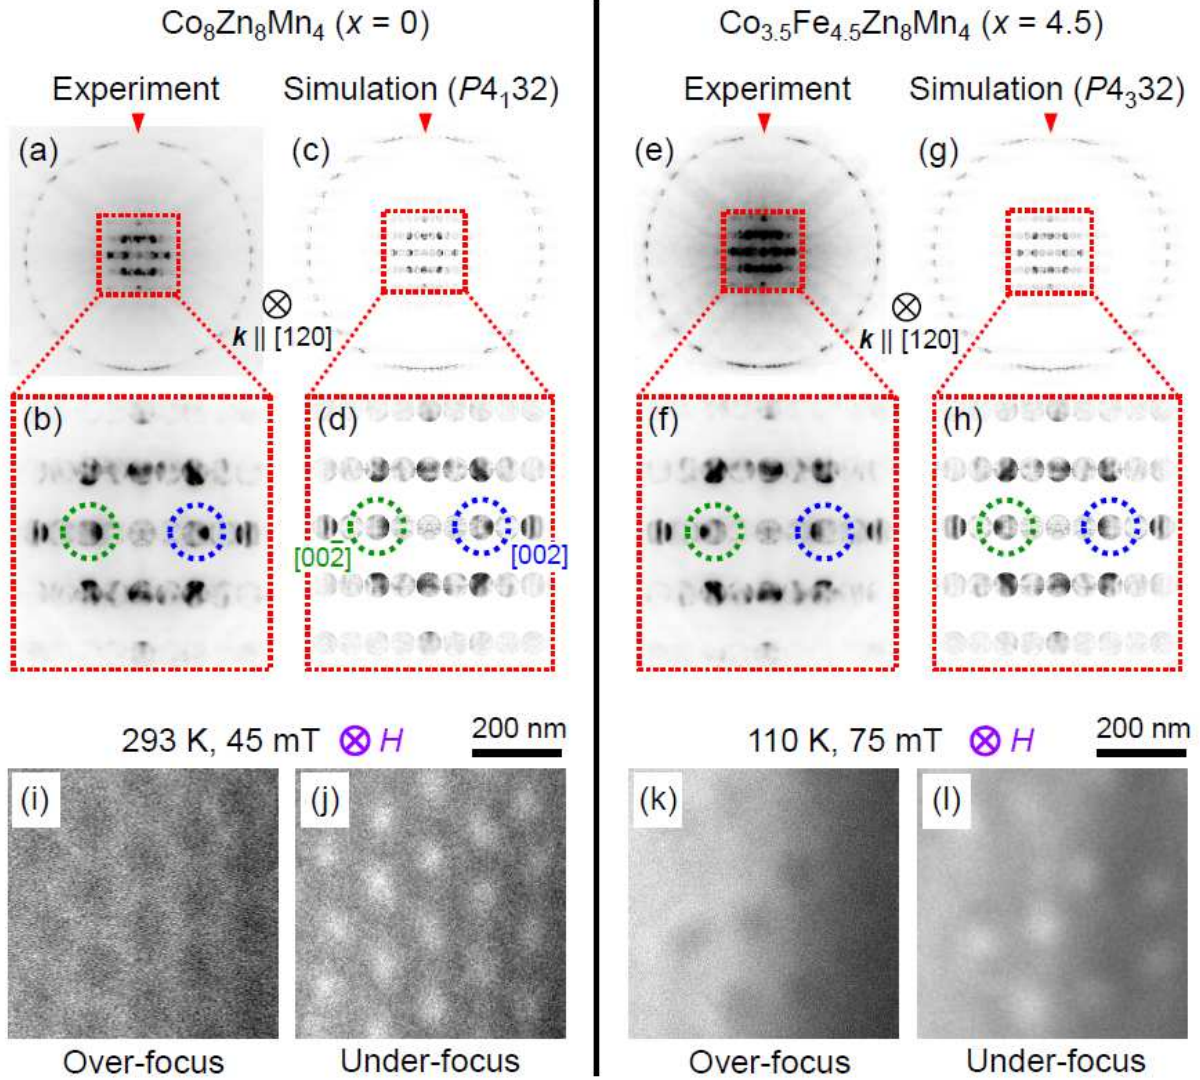 Co₈Zn₈Mn₄ (x = 0)
Co₃.₅Fe₄.₅Zn₈Mn₄ (x = 4.5)
Experiment
Simulation (P4₁32)
Experiment
Simulation (P4₃32)
(a)
(c)
(e)
(g)
k || [120]
k || [120]
(b)
(d)
(f)
(h)
[002̅]
[002]
293 K, 45 mT ⊗ H
200 nm
110 K, 75 mT ⊗ H
200 nm
(i)
(j)
(k)
(l)
Over-focus
Under-focus
Over-focus
Under-focus